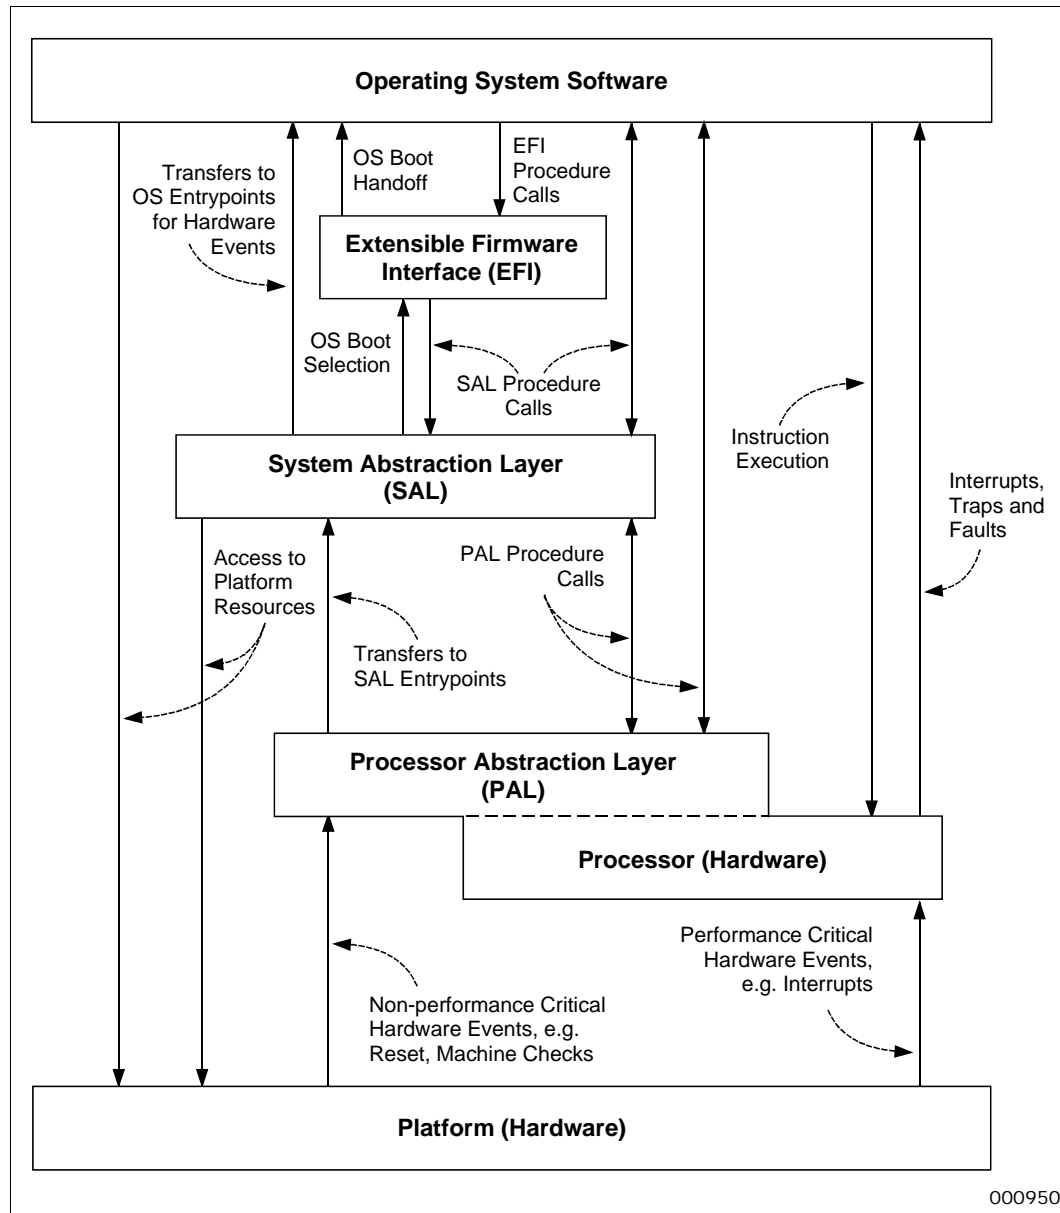 Operating System Software
Transfers to
OS Entrypoints
for Hardware
Events
OS Boot
Handoff
EFI
Procedure
Calls
Extensible Firmware
Interface (EFI)
OS Boot
Selection
SAL Procedure
Calls
Instruction
Execution
System Abstraction Layer
(SAL)
Interrupts,
Traps and
Faults
Access to
Platform
Resources
PAL Procedure
Calls
Transfers to
SAL Entrypoints
Processor Abstraction Layer
(PAL)
Processor (Hardware)
Performance Critical
Hardware Events,
e.g. Interrupts
Non-performance Critical
Hardware Events, e.g.
Reset, Machine Checks
Platform (Hardware)
000950